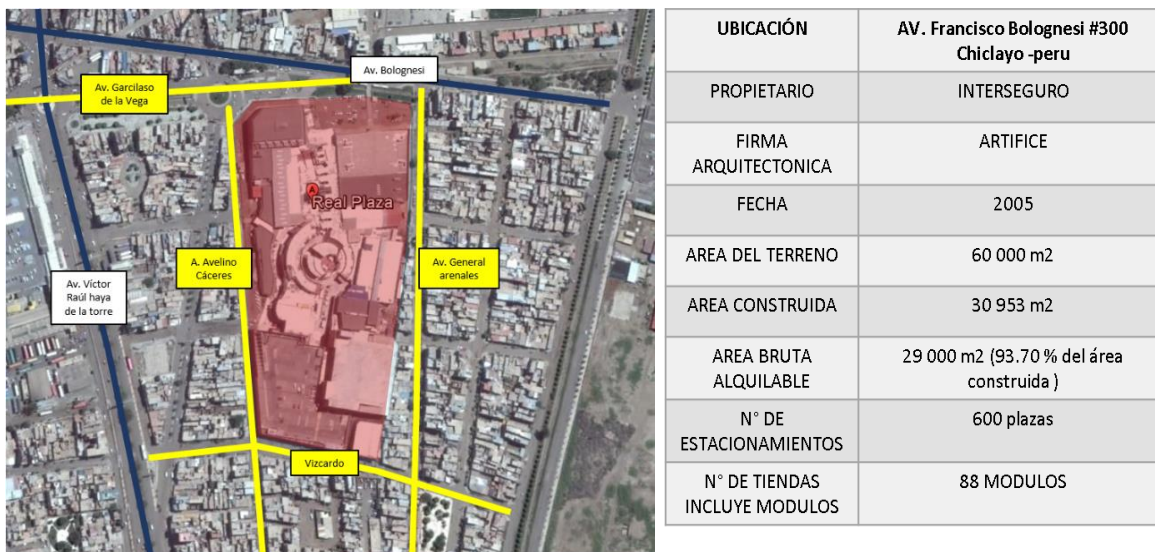 Av. Bolognesi
Av. Garcilaso
de la Vega
A
Real Plaza
A. Avelino
Cáceres
Av. General
arenales
Av. Víctor
Raúl haya
de la torre
Vizcardo
UBICACIÓN
AV. Francisco Bolognesi #300
Chiclayo -peru
PROPIETARIO
INTERSEGURO
FIRMA
ARQUITECTONICA
ARTIFICE
FECHA
2005
AREA DEL TERRENO
60 000 m2
AREA CONSTRUIDA
30 953 m2
AREA BRUTA
ALQUILABLE
29 000 m2 (93.70 % del área
construida )
N° DE
ESTACIONAMIENTOS
600 plazas
N° DE TIENDAS
INCLUYE MODULOS
88 MODULOS